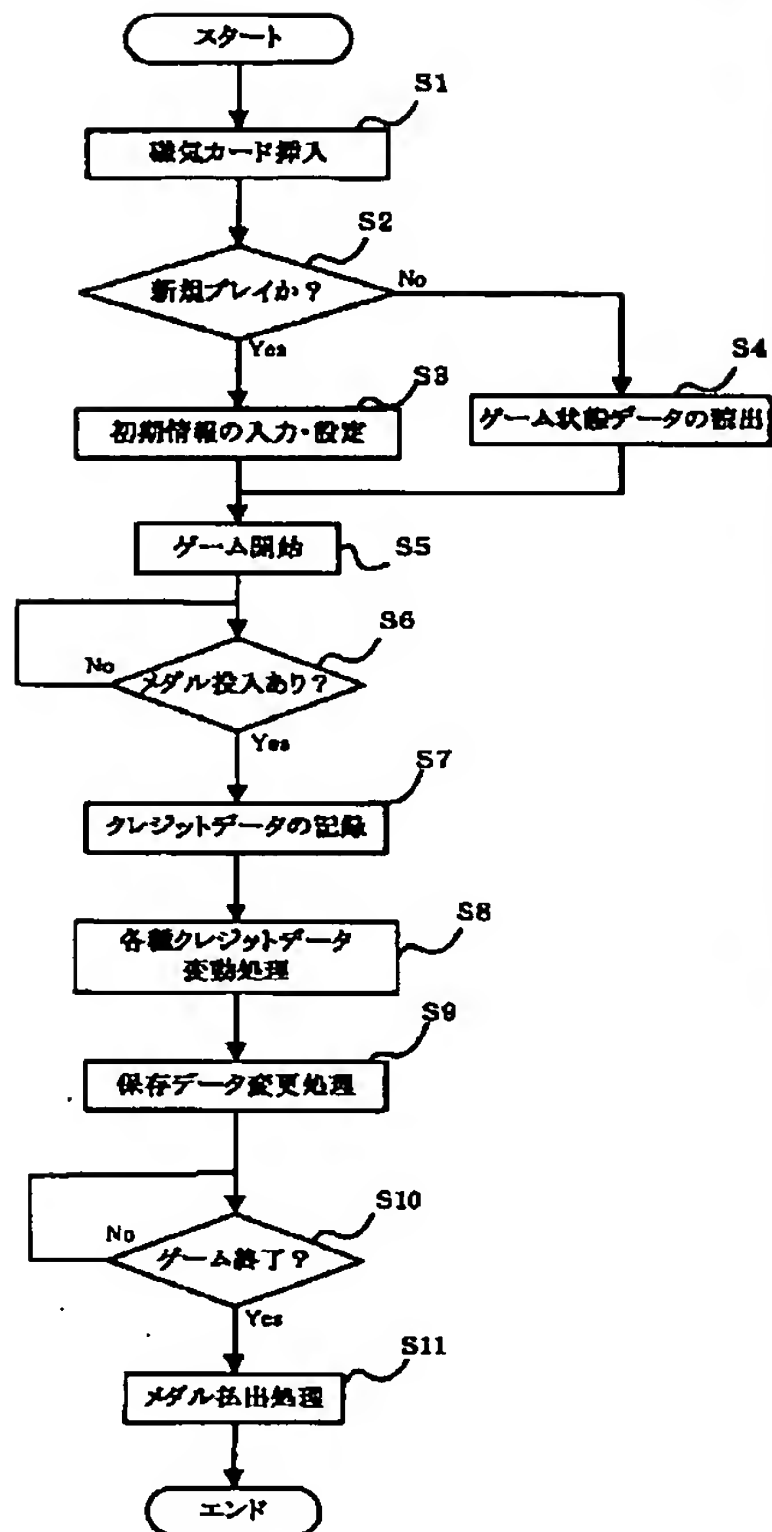 スタート
S1
磁気カード挿入
S2
新規プレイか?
No
Yes
S3
初期情報の入力・設定
S4
ゲーム状態データの読出
ゲーム開始
S5
S6
メダル投入あり?
No
Yes
S7
クレジットデータの記録
S8
各種クレジットデータ
変動処理
S9
保存データ変更処理
S10
ゲーム終了?
No
Yes
S11
メダル払出処理
エンド